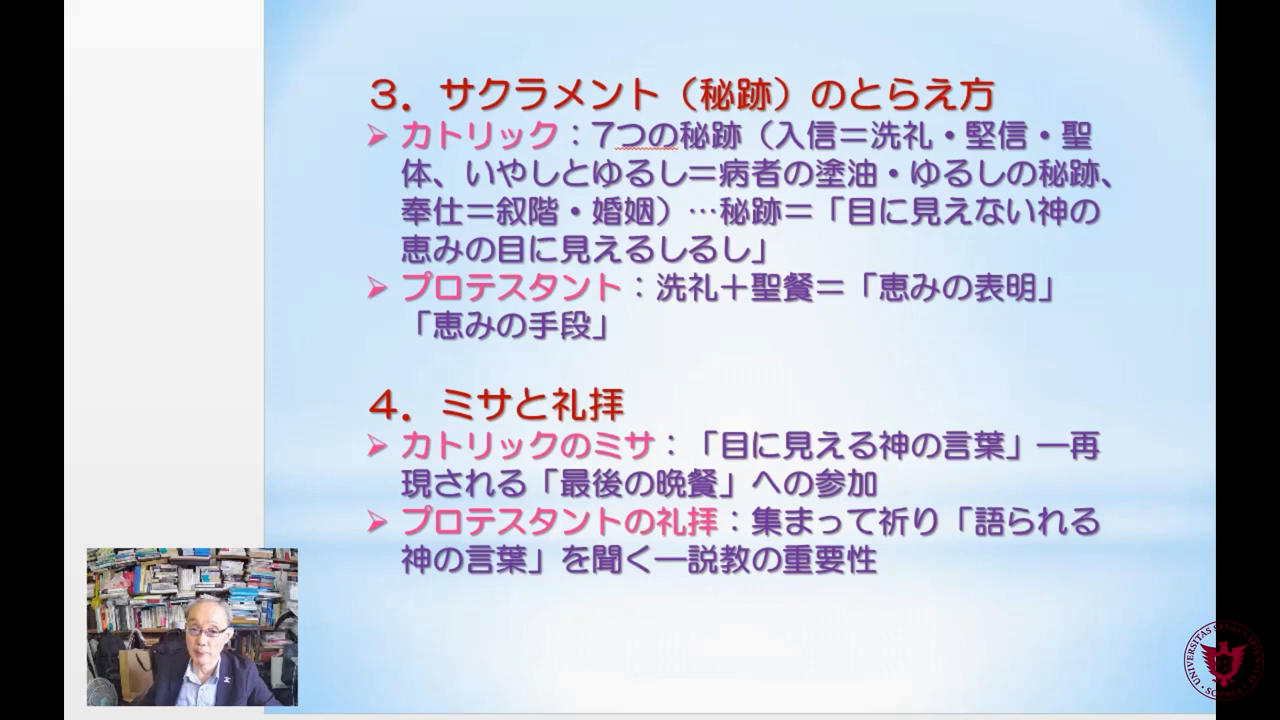 ３．サクラメント（秘跡）のとらえ方
カトリック：7つの秘跡（入信＝洗礼・堅信・聖
体、いやしとゆるし＝病者の塗油・ゆるしの秘跡、
奉仕＝叙階・婚姻）…秘跡＝「目に見えない神の
恵みの目に見えるしるし」
プロテスタント：洗礼＋聖餐＝「恵みの表明」
「恵みの手段」
４．ミサと礼拝
カトリックのミサ：「目に見える神の言葉」―再
現される「最後の晩餐」への参加
プロテスタントの礼拝：集まって祈り「語られる
神の言葉」を聞く―説教の重要性